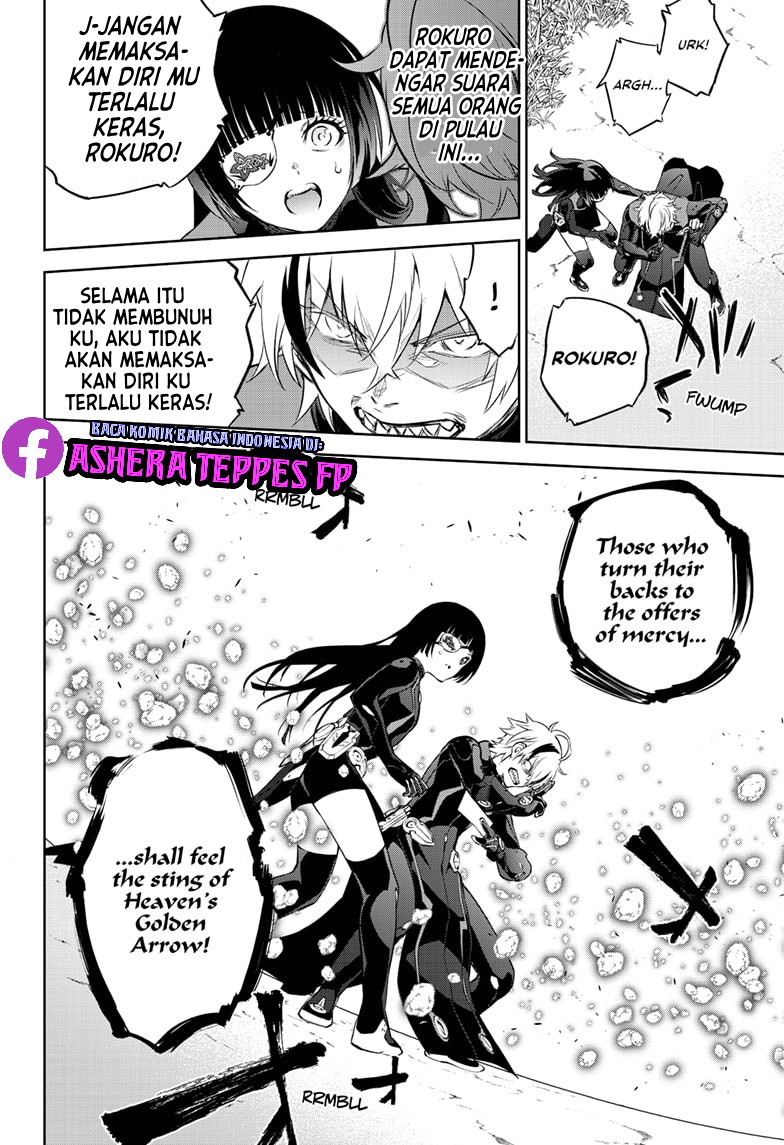 URK!
ARGH...
ROKURO!
FWUMP
ROKURO
DAPAT MENDE-
NGAR SUARA
SEMUA ORANG
DI PULAU
INI...
J-JANGAN
MEMAKSA-
KAN DIRI MU
TERLALU
KERAS,
ROKURO!
!
SELAMA ITU
TIDAK MEMBUNUH
KU, AKU TIDAK
AKAN MEMAKSA-
KAN DIRI KU
TERLALU KERAS!
BACA KOMIK BAHASA INDONESIA DI:
ASHERA TEPPES FP
RRMBLL
Those who
turn their
backs to
the offers
of mercy...
...shall feel
the sting of
Heaven's
Golden
Arrow!
RRMBLL